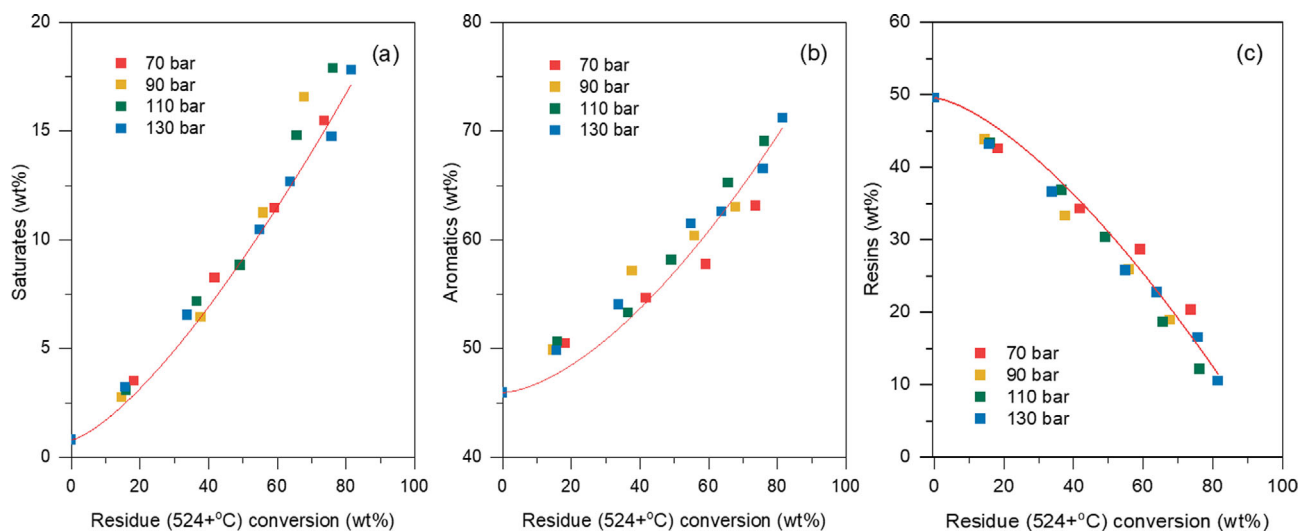 (a)
20
15
10
5
0
Saturates (wt%)
70 bar
90 bar
110 bar
130 bar
0 20 40 60 80 100
Residue (524+ᵒC) conversion (wt%)
(b)
80
70
60
50
40
Aromatics (wt%)
70 bar
90 bar
110 bar
130 bar
0 20 40 60 80 100
Residue (524+ᵒC) conversion (wt%)
(c)
60
50
40
30
20
10
0
Resins (wt%)
70 bar
90 bar
110 bar
130 bar
0 20 40 60 80 100
Residue (524+ᵒC) conversion (wt%)